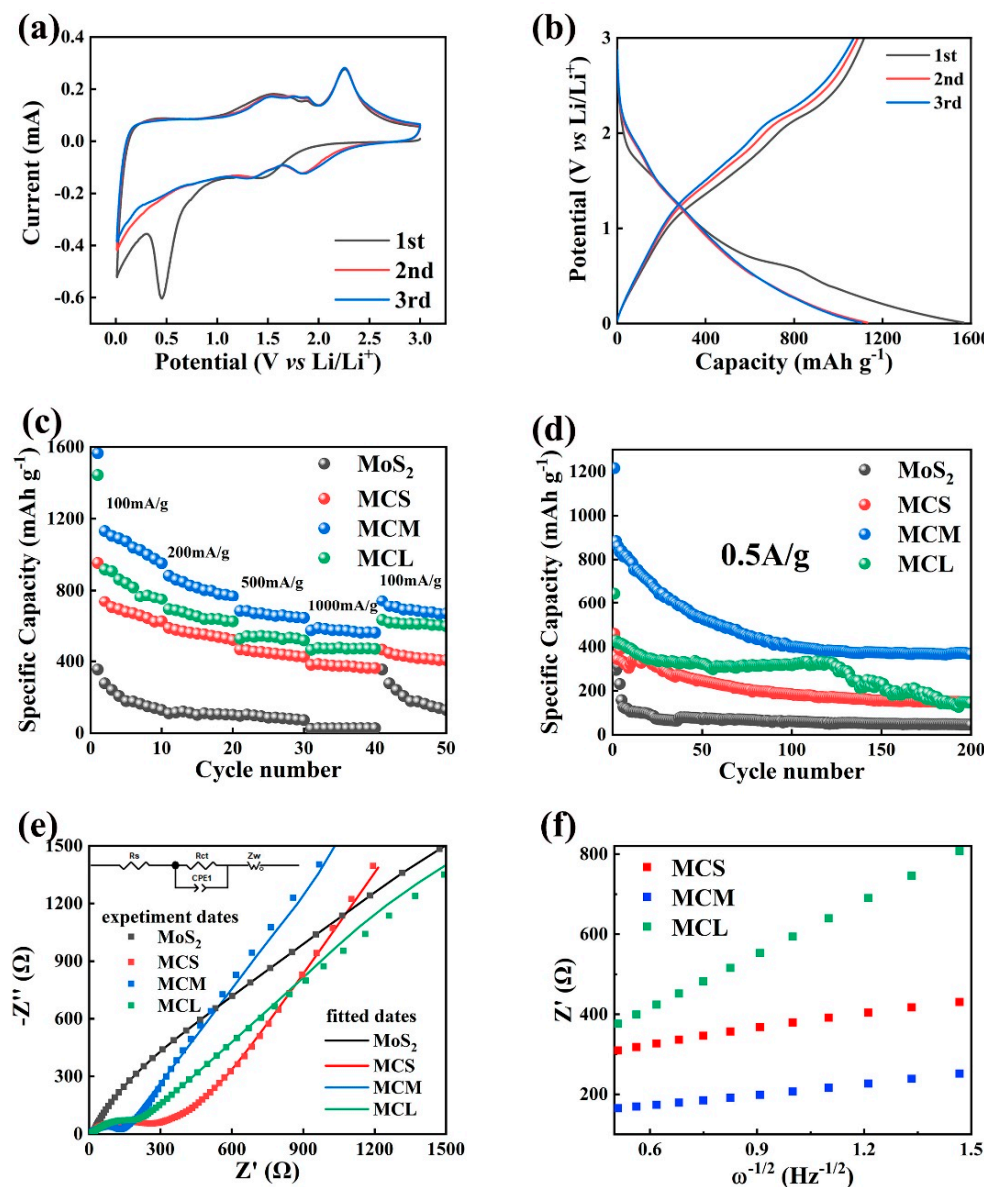 (a)
0.4
0.2
0.0
-0.2
-0.4
-0.6
Current (mA)
1st
2nd
3rd
0.0 0.5 1.0 1.5 2.0 2.5 3.0
Potential (V vs Li/Li⁺)
(b)
3
2
1
0
Potential (V vs Li/Li⁺)
1st
2nd
3rd
0 400 800 1200 1600
Capacity (mAh g⁻¹)
(c)
1600
1200
800
400
0
Specific Capacity (mAh g⁻¹)
MoS₂
MCS
MCM
MCL
100mA/g
200mA/g
500mA/g
1000mA/g
100mA/g
0 10 20 30 40 50
Cycle number
(d)
1200
1000
800
600
400
200
0
Specific Capacity (mAh g⁻¹)
MoS₂
MCS
MCM
MCL
0.5A/g
0 50 100 150 200
Cycle number
(e)
1500
1200
900
600
300
0
-Z'' (Ω)
Rs Rct Zw
CPE1
expetiment dates
MoS₂
MCS
MCM
MCL
fitted dates
MoS₂
MCS
MCM
MCL
0 300 600 900 1200 1500
Z' (Ω)
(f)
800
600
400
200
Z' (Ω)
MCS
MCM
MCL
0.6 0.9 1.2 1.5
ω⁻¹/² (Hz⁻¹/²)